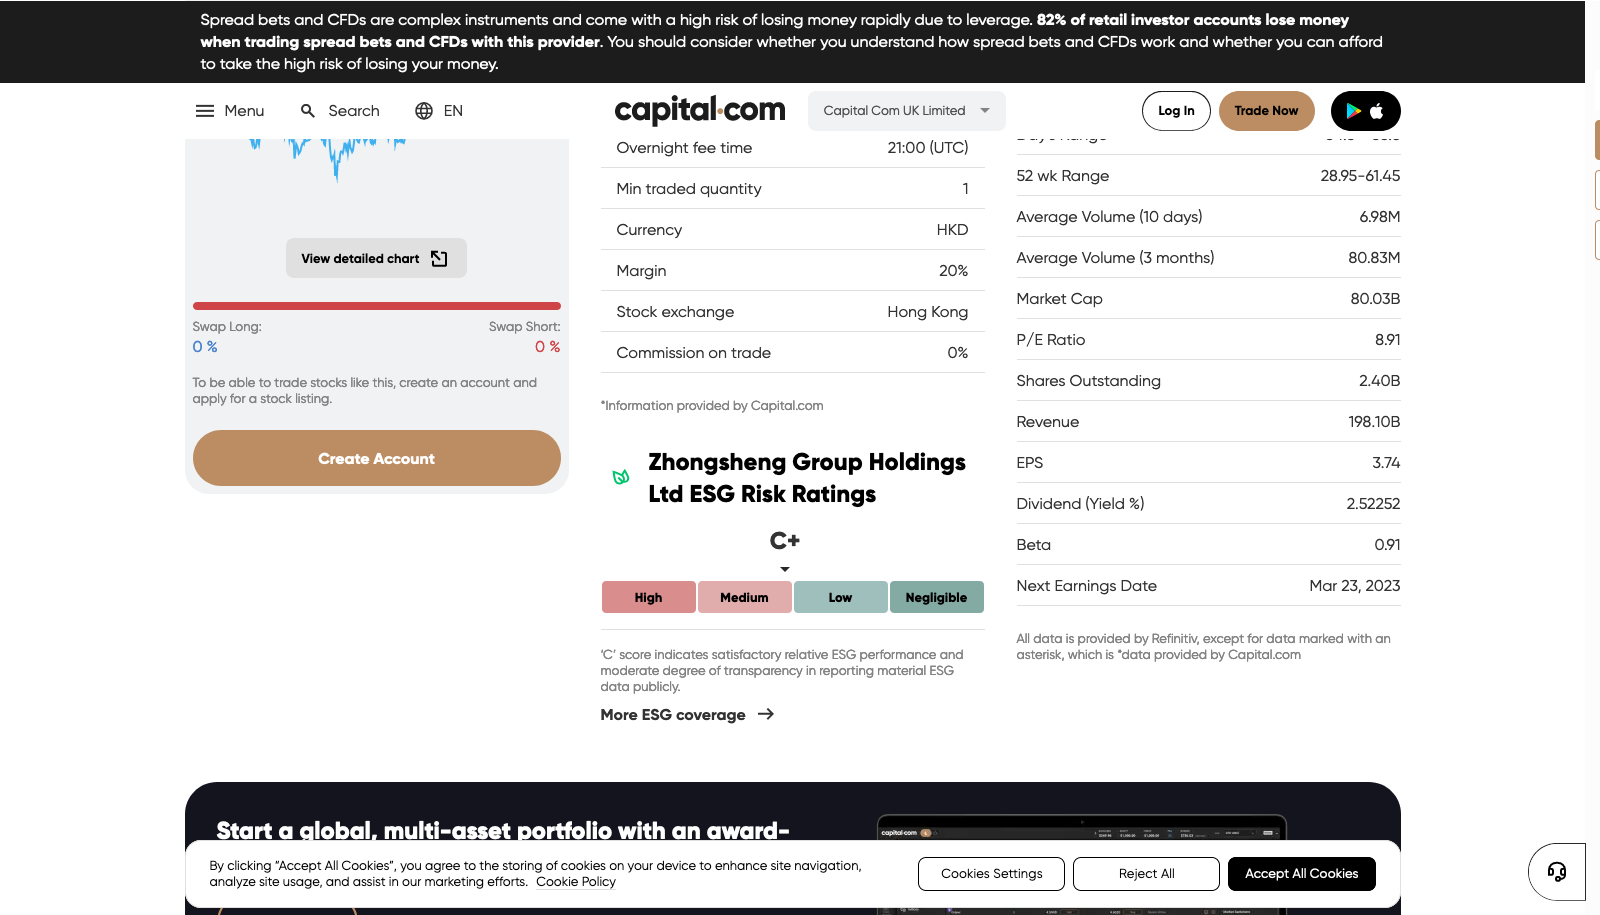 Spread bets and CFDs are complex instruments and come with a high risk of losing money rapidly due to leverage. 82% of retail investor accounts lose money
when trading spread bets and CFDs with this provider. You should consider whether you understand how spread bets and CFDs work and whether you can afford
to take the high risk of losing your money.
Menu
Search
EN
capital.com
Capital Com UK Limited
Log In
Trade Now
View detailed chart
Swap Long:
Swap Short:
0 %
0 %
To be able to trade stocks like this, create an account and
apply for a stock listing.
Create Account
Overnight fee time 21:00 (UTC)
Min traded quantity 1
Currency HKD
Margin 20%
Stock exchange Hong Kong
Commission on trade 0%
*Information provided by Capital.com
Zhongsheng Group Holdings
Ltd ESG Risk Ratings
C+
High
Medium
Low
Negligible
'C' score indicates satisfactory relative ESG performance and
moderate degree of transparency in reporting material ESG
data publicly.
More ESG coverage
52 wk Range 28.95-61.45
Average Volume (10 days) 6.98M
Average Volume (3 months) 80.83M
Market Cap 80.03B
P/E Ratio 8.91
Shares Outstanding 2.40B
Revenue 198.10B
EPS 3.74
Dividend (Yield %) 2.52252
Beta 0.91
Next Earnings Date Mar 23, 2023
All data is provided by Refinitiv, except for data marked with an
asterisk, which is *data provided by Capital.com
Start a global, multi-asset portfolio with an award-
capital.com
By clicking "Accept All Cookies", you agree to the storing of cookies on your device to enhance site navigation,
analyze site usage, and assist in our marketing efforts. Cookie Policy
Cookies Settings
Reject All
Accept All Cookies